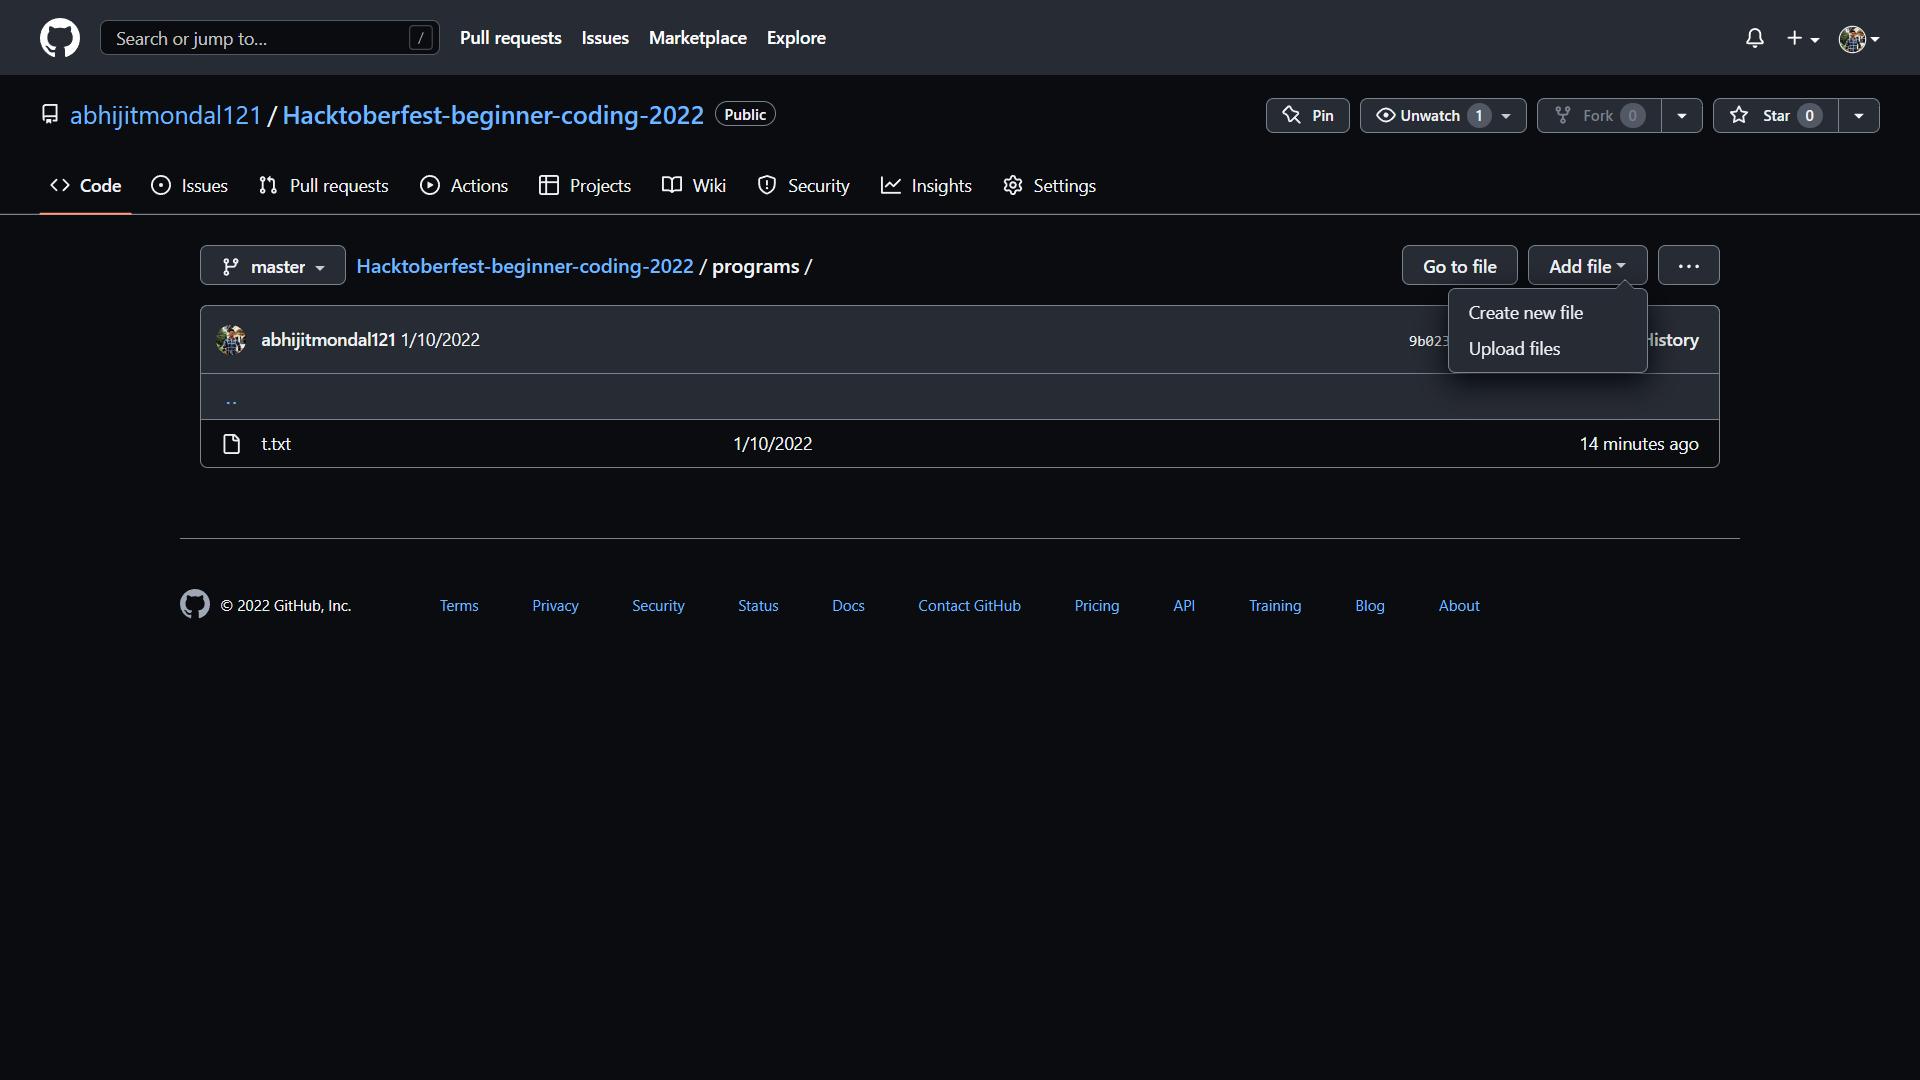 Search or jump to... /
Pull requests Issues Marketplace Explore
abhijitmondal121 / Hacktoberfest-beginner-coding-2022 Public
Pin Unwatch 1 Fork 0 Star 0
Code Issues Pull requests Actions Projects Wiki Security Insights Settings
master Hacktoberfest-beginner-coding-2022 / programs / Go to file Add file ...
Create new file
Upload files
abhijitmondal121 1/10/2022 9b023 History
..
t.txt 1/10/2022 14 minutes ago
© 2022 GitHub, Inc. Terms Privacy Security Status Docs Contact GitHub Pricing API Training Blog About